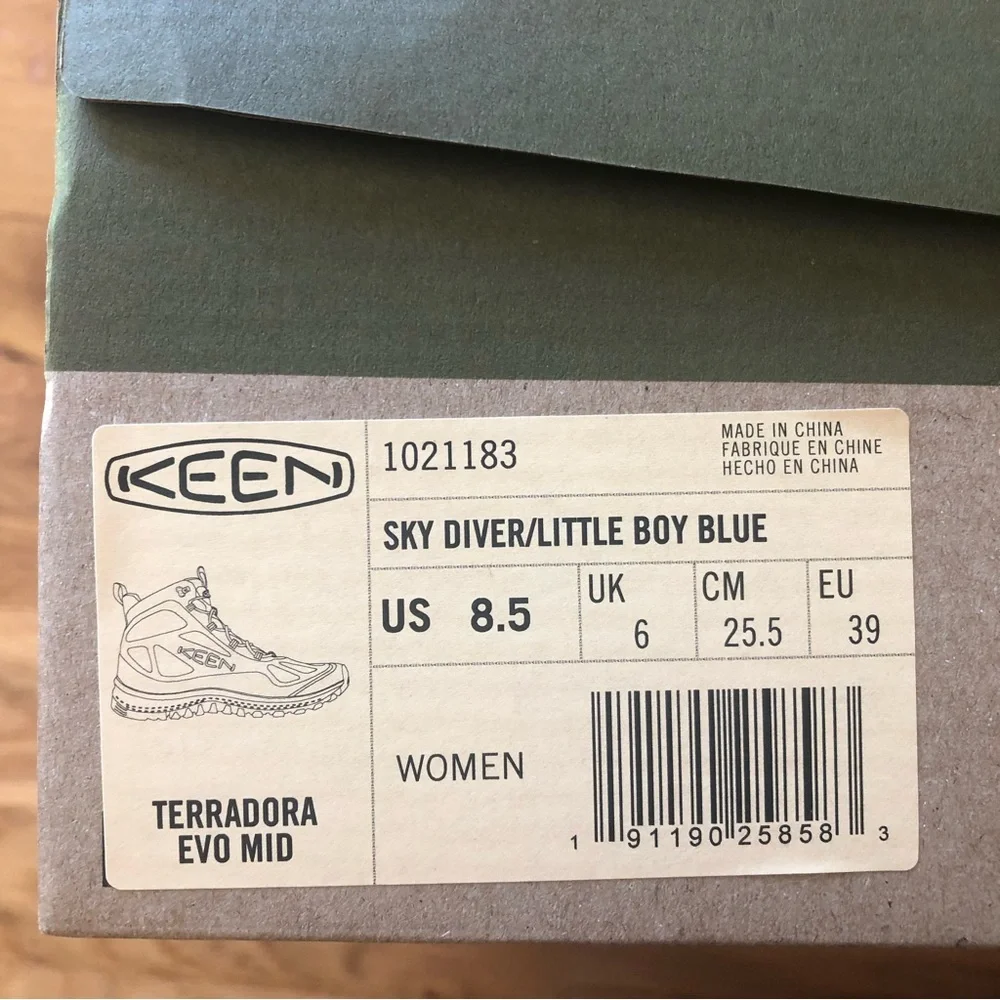 KEEN
1021183
MADE IN CHINA
FABRIQUE EN CHINE
HECHO EN CHINA
SKY DIVER/LITTLE BOY BLUE
US 8.5
UK
6
CM
25.5
EU
39
KEEN
TERRADORA
EVO MID
WOMEN
1 91190 25858 3